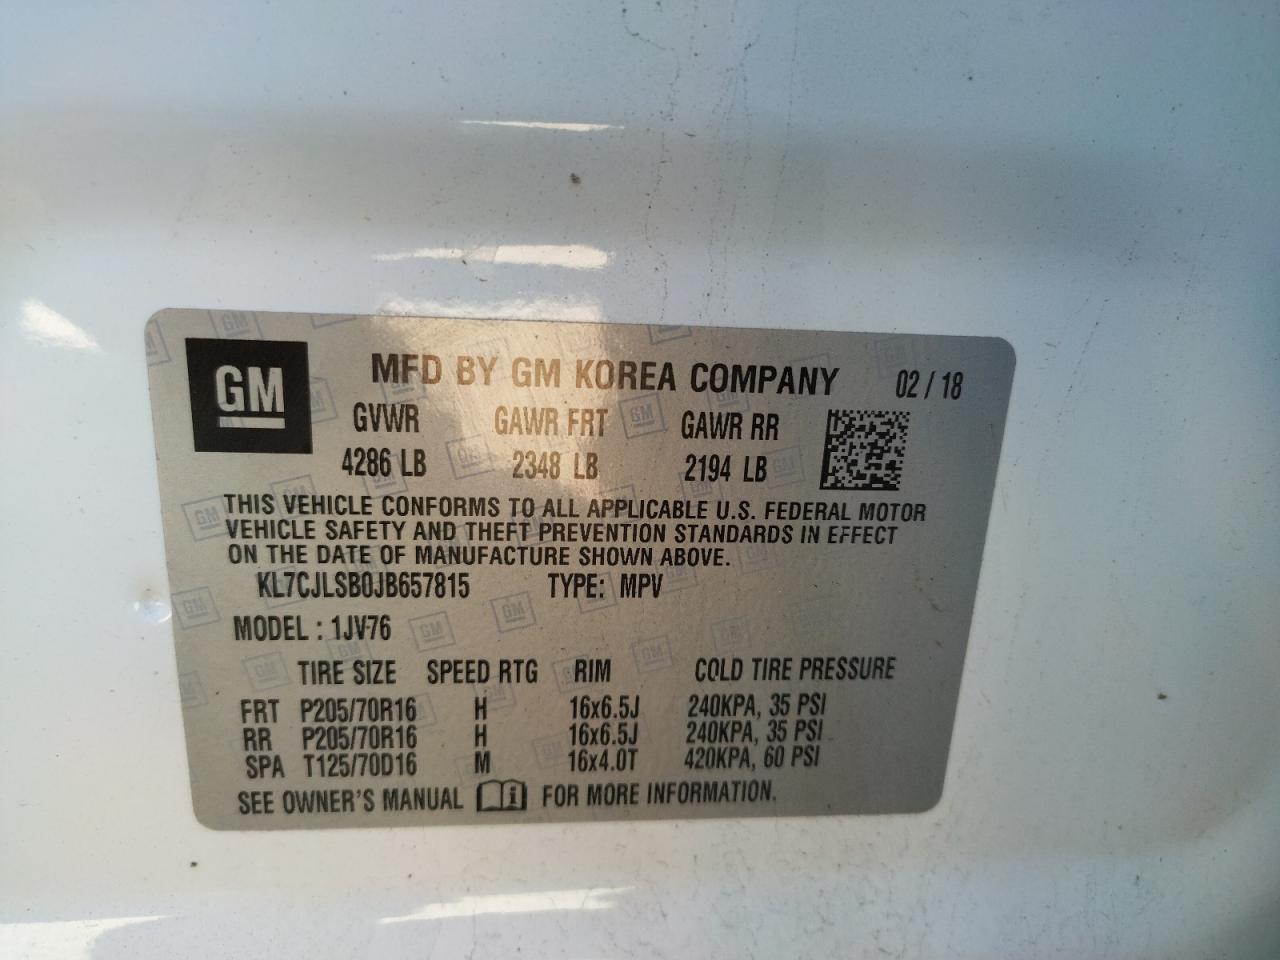 GM
MFD BY GM KOREA COMPANY 02 / 18
GVWR GAWR FRT GAWR RR
4286 LB 2348 LB 2194 LB
THIS VEHICLE CONFORMS TO ALL APPLICABLE U.S. FEDERAL MOTOR
VEHICLE SAFETY AND THEFT PREVENTION STANDARDS IN EFFECT
ON THE DATE OF MANUFACTURE SHOWN ABOVE.
KL7CJLSB0JB657815 TYPE: MPV
MODEL : 1JV76
TIRE SIZE SPEED RTG RIM COLD TIRE PRESSURE
FRT P205/70R16 H 16x6.5J 240KPA, 35 PSI
RR P205/70R16 H 16x6.5J 240KPA, 35 PSI
SPA T125/70D16 M 16x4.0T 420KPA, 60 PSI
SEE OWNER'S MANUAL i FOR MORE INFORMATION.